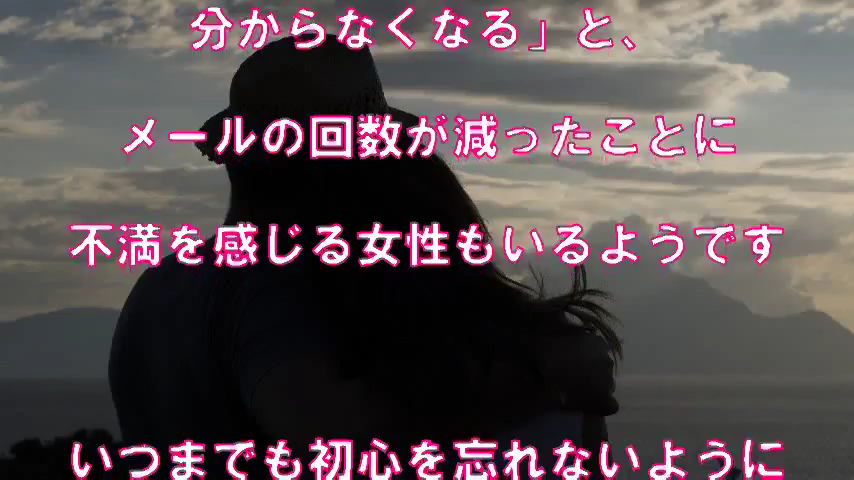 分からなくなる」と、
メールの回数が減ったことに
不満を感じる女性もいるようです
いつまでも初心を忘れないように